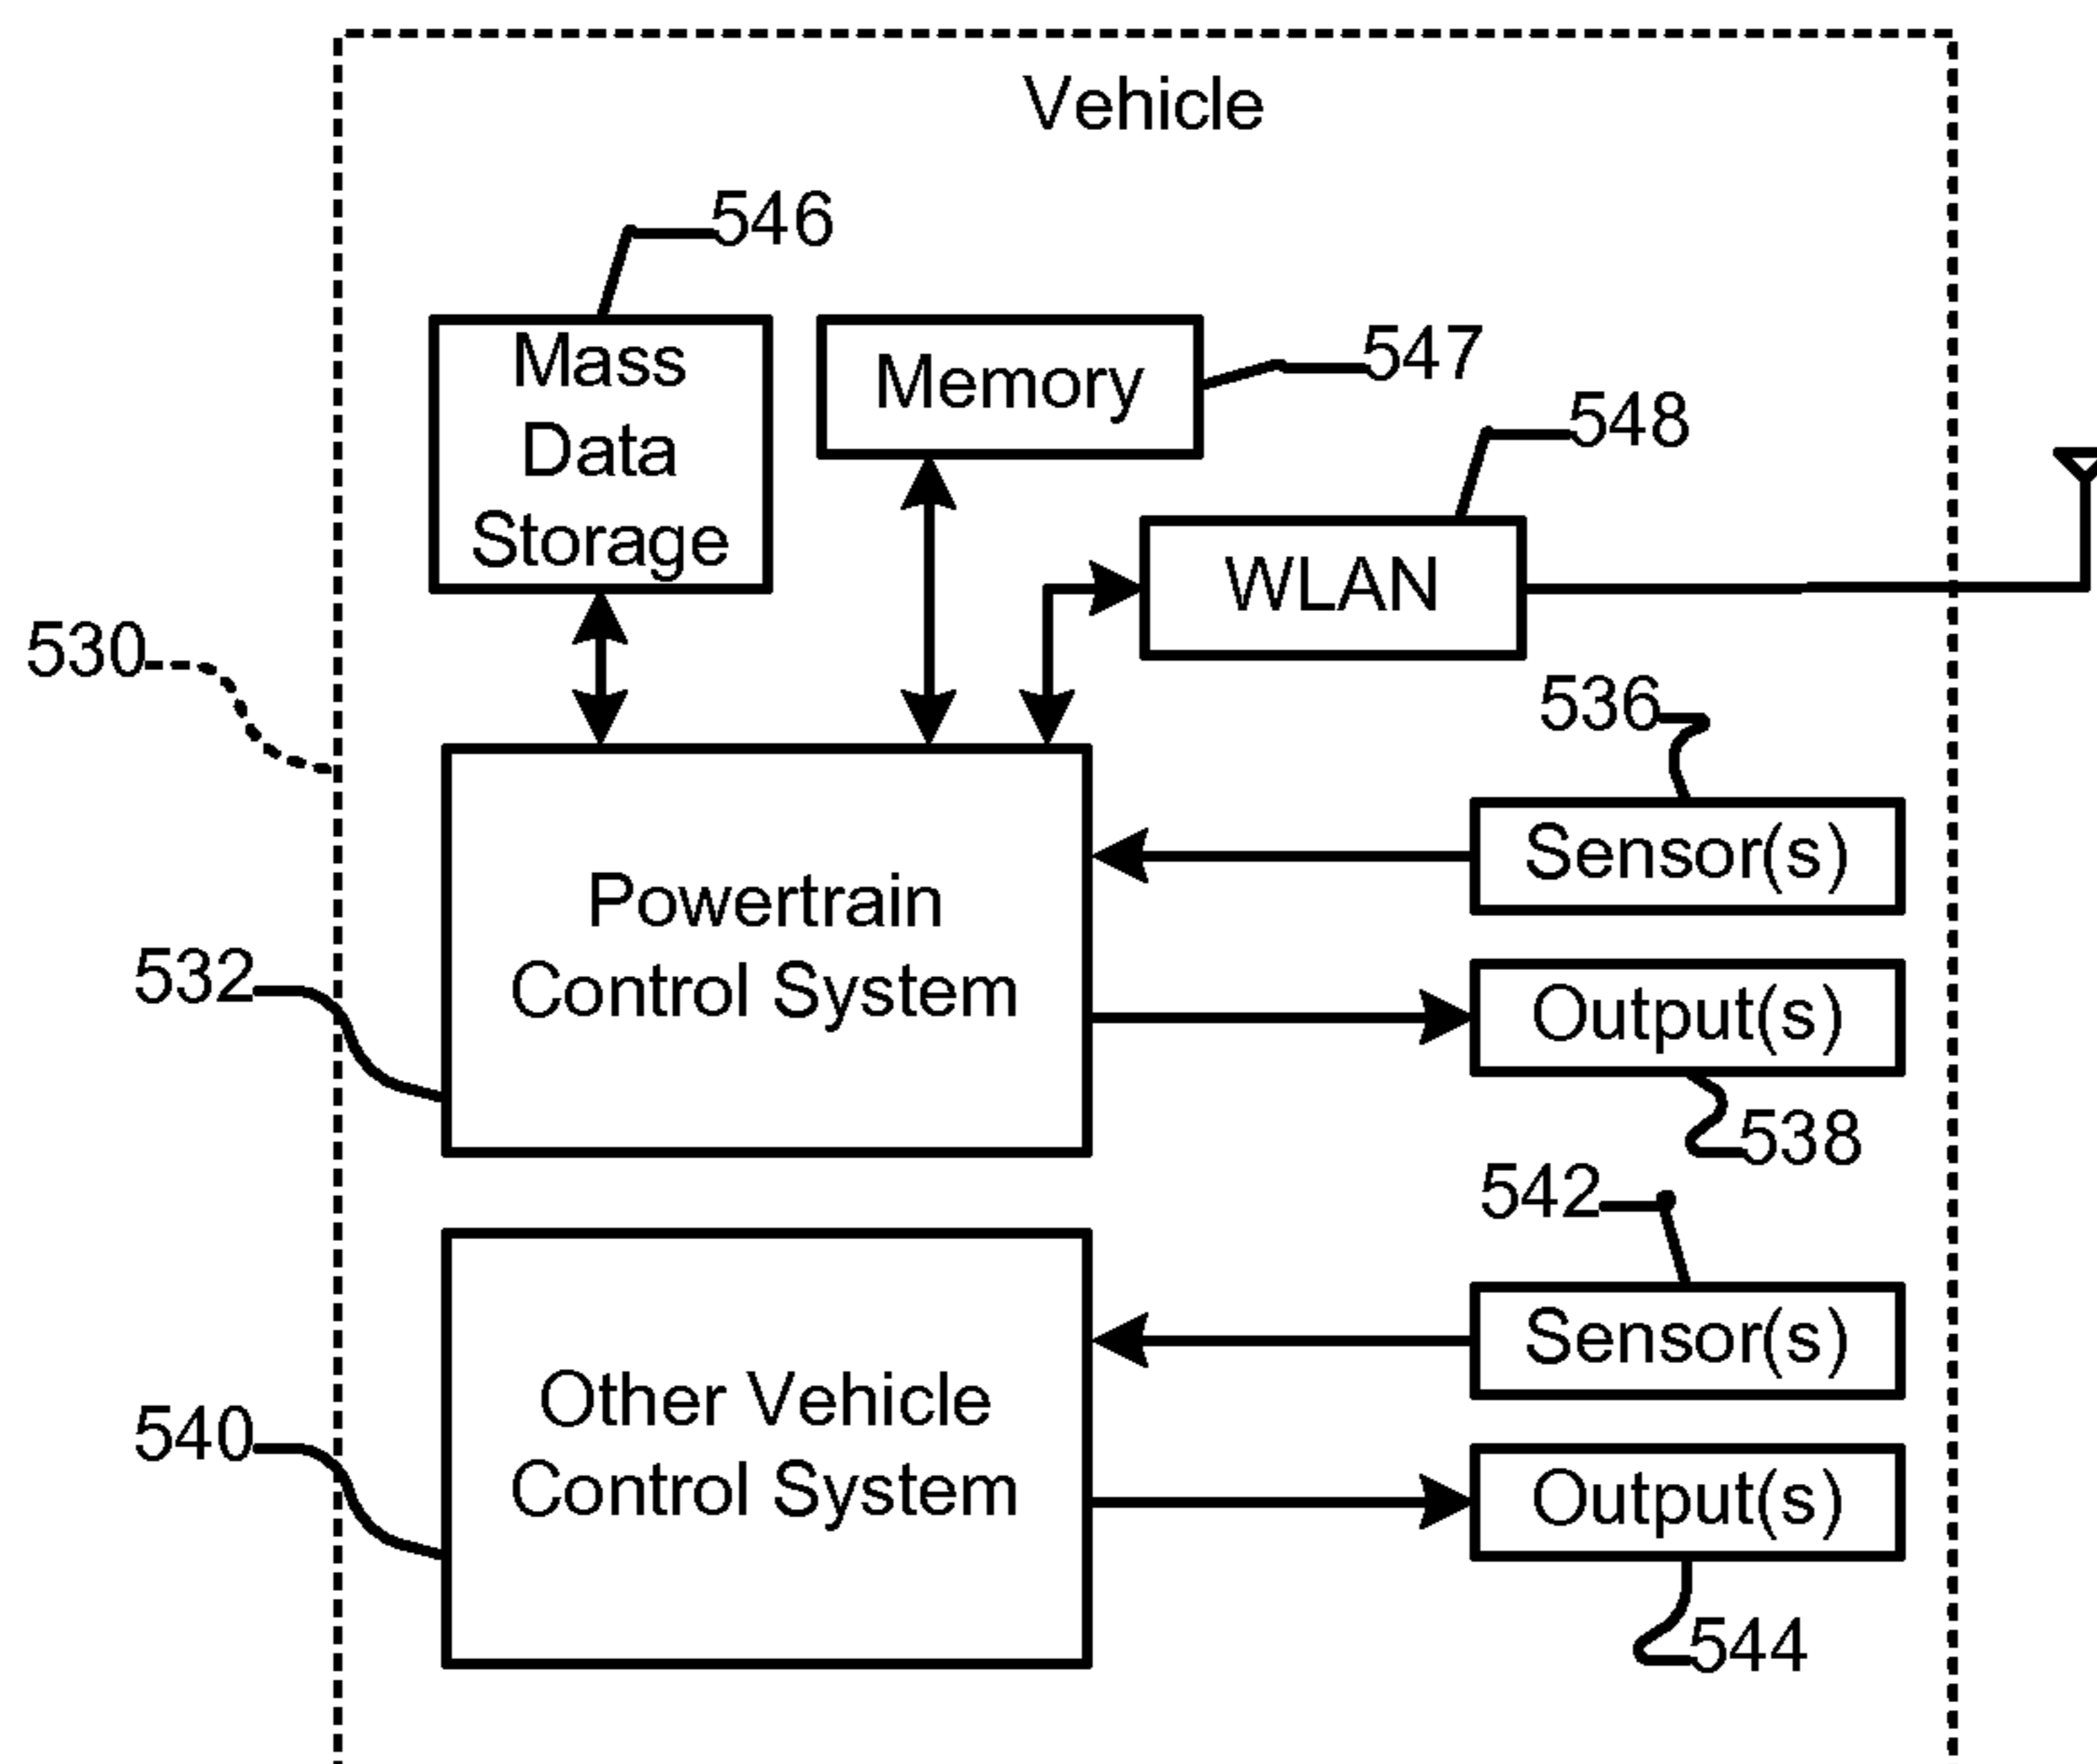 Vehicle
546
Mass
Data
Storage
Memory
547
548
WLAN
530
536
Sensor(s)
Powertrain
Control System
532
Output(s)
538
542
Sensor(s)
Other Vehicle
Control System
540
Output(s)
544